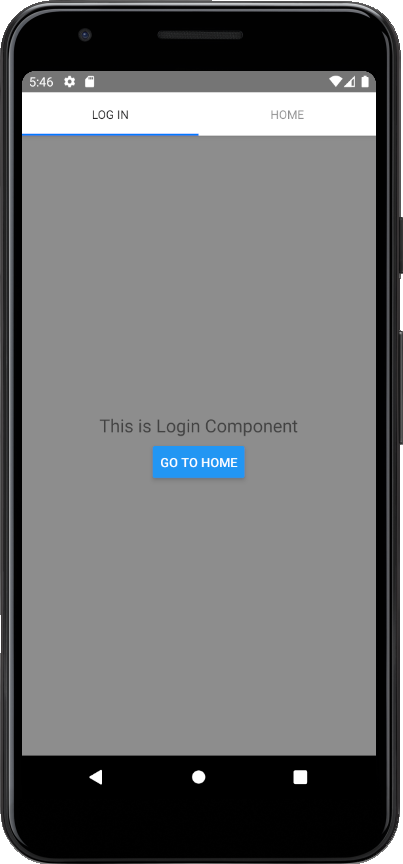 5:46
LOG IN
HOME
This is Login Component
GO TO HOME